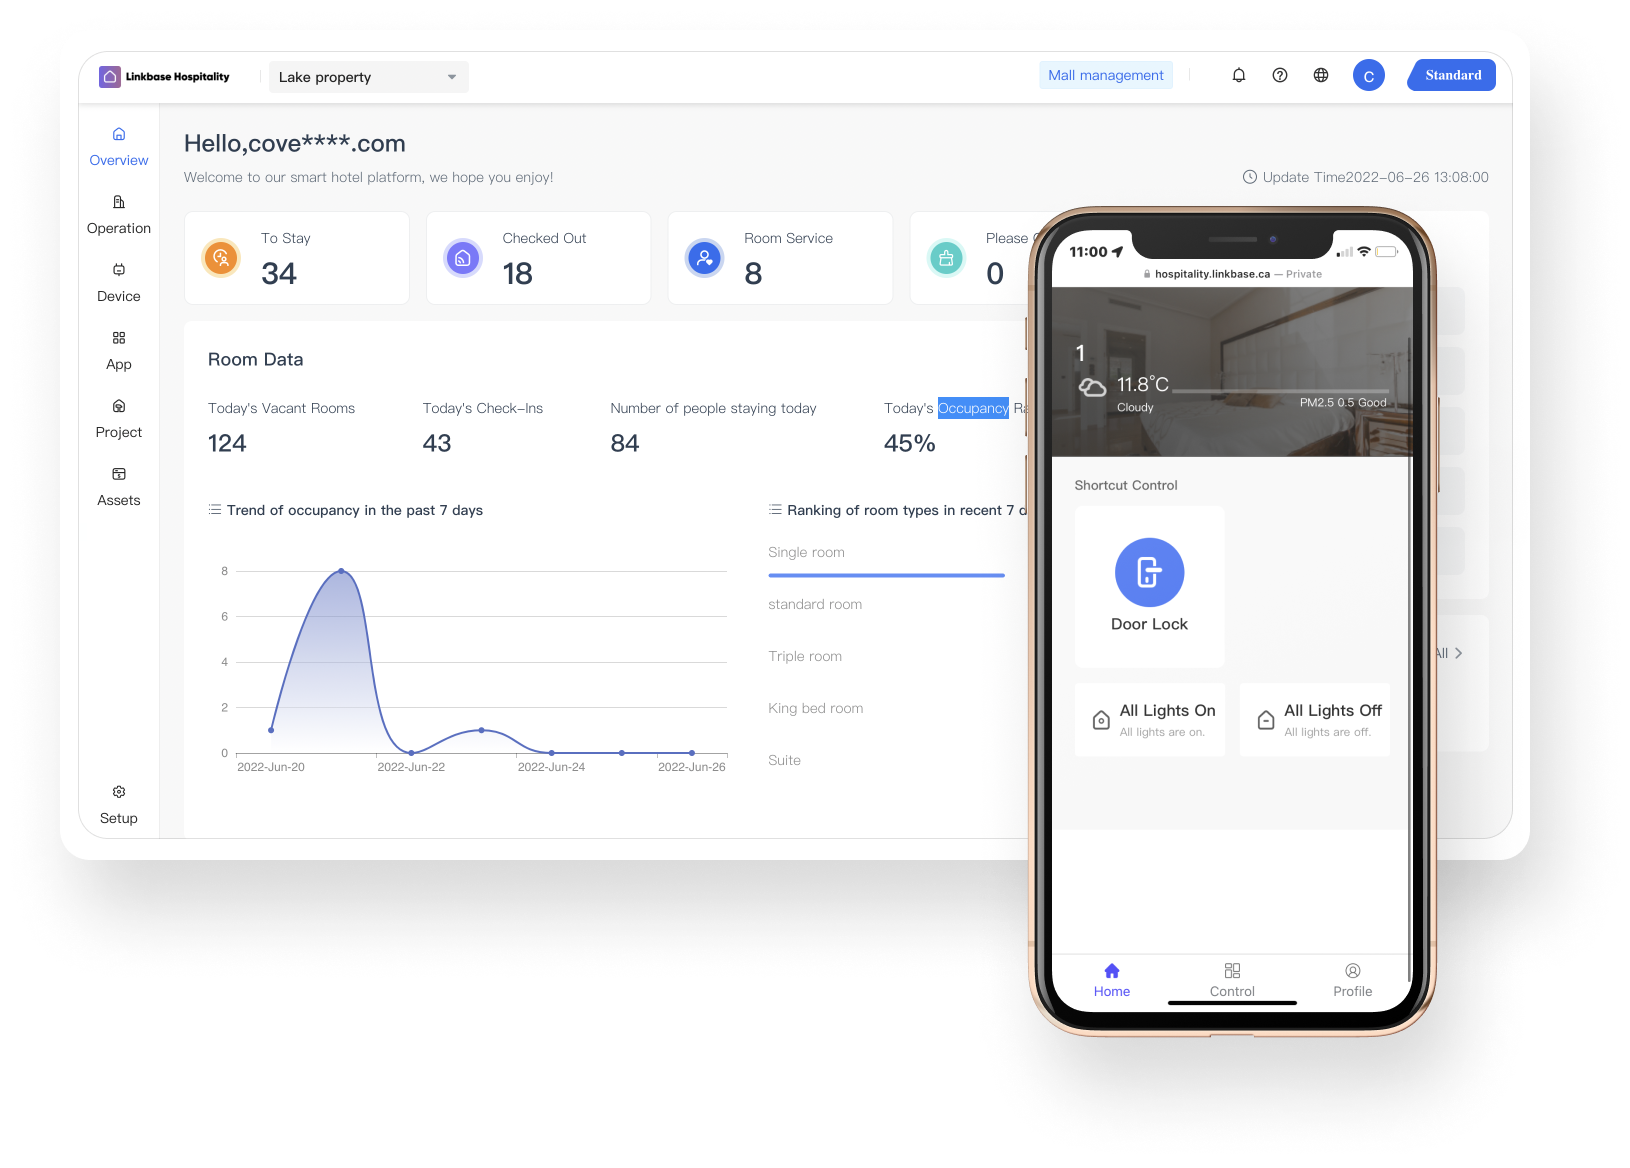 Linkbase Hospitality
Lake property
Mall management
C
Standard
Overview
Operation
Device
App
Project
Assets
Setup
Hello,cove****.com
Welcome to our smart hotel platform, we hope you enjoy!
Update Time2022-06-26 13:08:00
To Stay
34
Checked Out
18
Room Service
8
Please
0
Room Data
Today's Vacant Rooms
124
Today's Check-Ins
43
Number of people staying today
84
Today's Occupancy
45%
Trend of occupancy in the past 7 days
8
6
4
2
0
2022-Jun-20
2022-Jun-22
2022-Jun-24
2022-Jun-26
Ranking of room types in recent 7
Single room
standard room
Triple room
King bed room
Suite
All
11:00
hospitality.linkbase.ca — Private
1
11.8°C
Cloudy
PM2.5 0.5 Good
Shortcut Control
Door Lock
All Lights On
All lights are on.
All Lights Off
All lights are off.
Home
Control
Profile